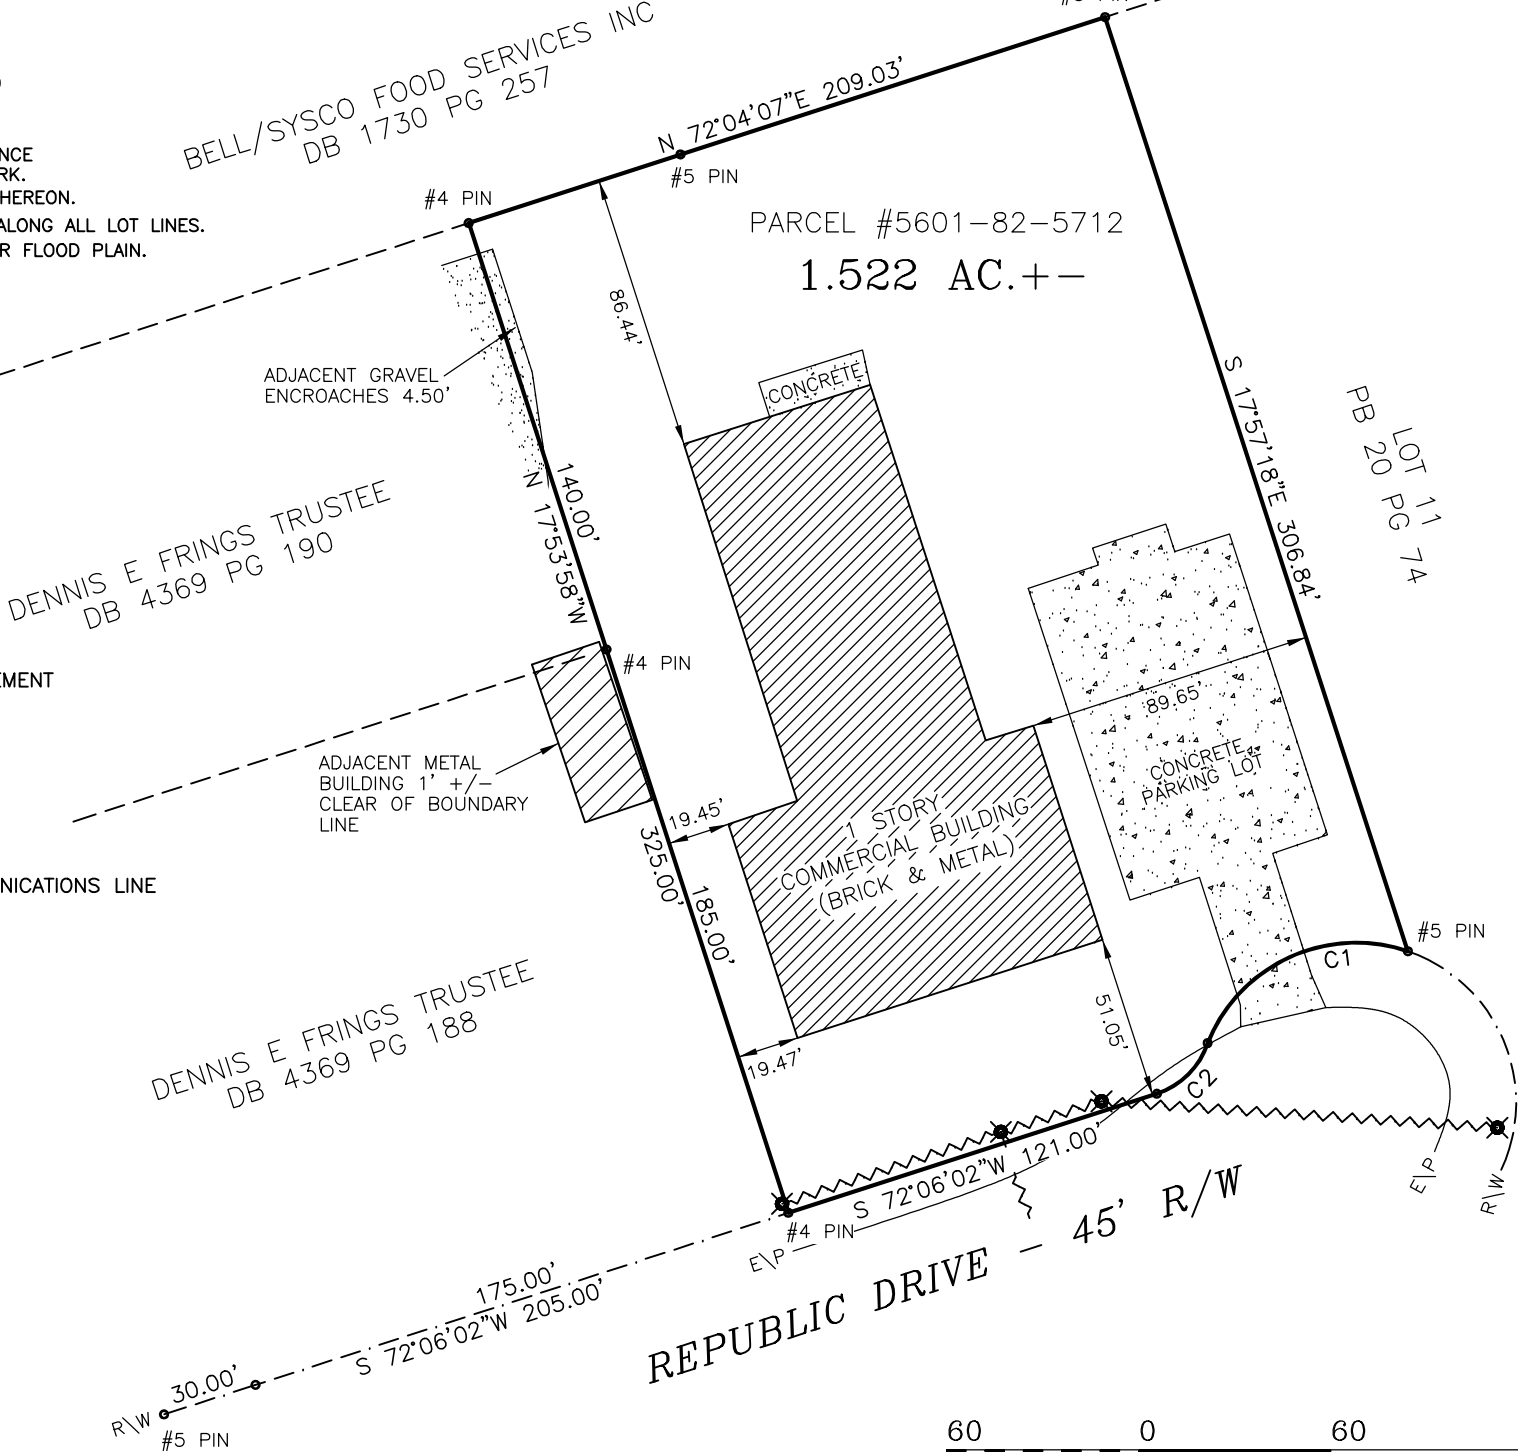 BELL/SYSCO FOOD SERVICES INC
DB 1730 PG 257
RK.
HEREON.
ALONG ALL LOT LINES.
R FLOOD PLAIN.
#4 PIN
N 72°04'07"E 209.03'
#5 PIN
PARCEL #5601-82-5712
1.522 AC.+-
86.44'
CONCRETE
ADJACENT GRAVEL
ENCROACHES 4.50'
N 17°53'58"W
140.00'
S 17°57'18"E 306.84'
LOT 11
PB 20 PG 74
DENNIS E FRINGS TRUSTEE
DB 4369 PG 190
#4 PIN
89.65'
CONCRETE
PARKING LOT
ADJACENT METAL
BUILDING 1' +/-
CLEAR OF BOUNDARY
LINE
19.45'
325.00'
185.00'
1 STORY
COMMERCIAL BUILDING
(BRICK & METAL)
NICATIONS LINE
#5 PIN
C1
DENNIS E FRINGS TRUSTEE
DB 4369 PG 188
19.47'
51.05'
C2
S 72°06'02"W 121.00'
#4 PIN
E\P
E\P
R\W
REPUBLIC DRIVE - 45' R/W
175.00'
S 72°06'02"W 205.00'
30.00'
R\W
#5 PIN
60 0 60